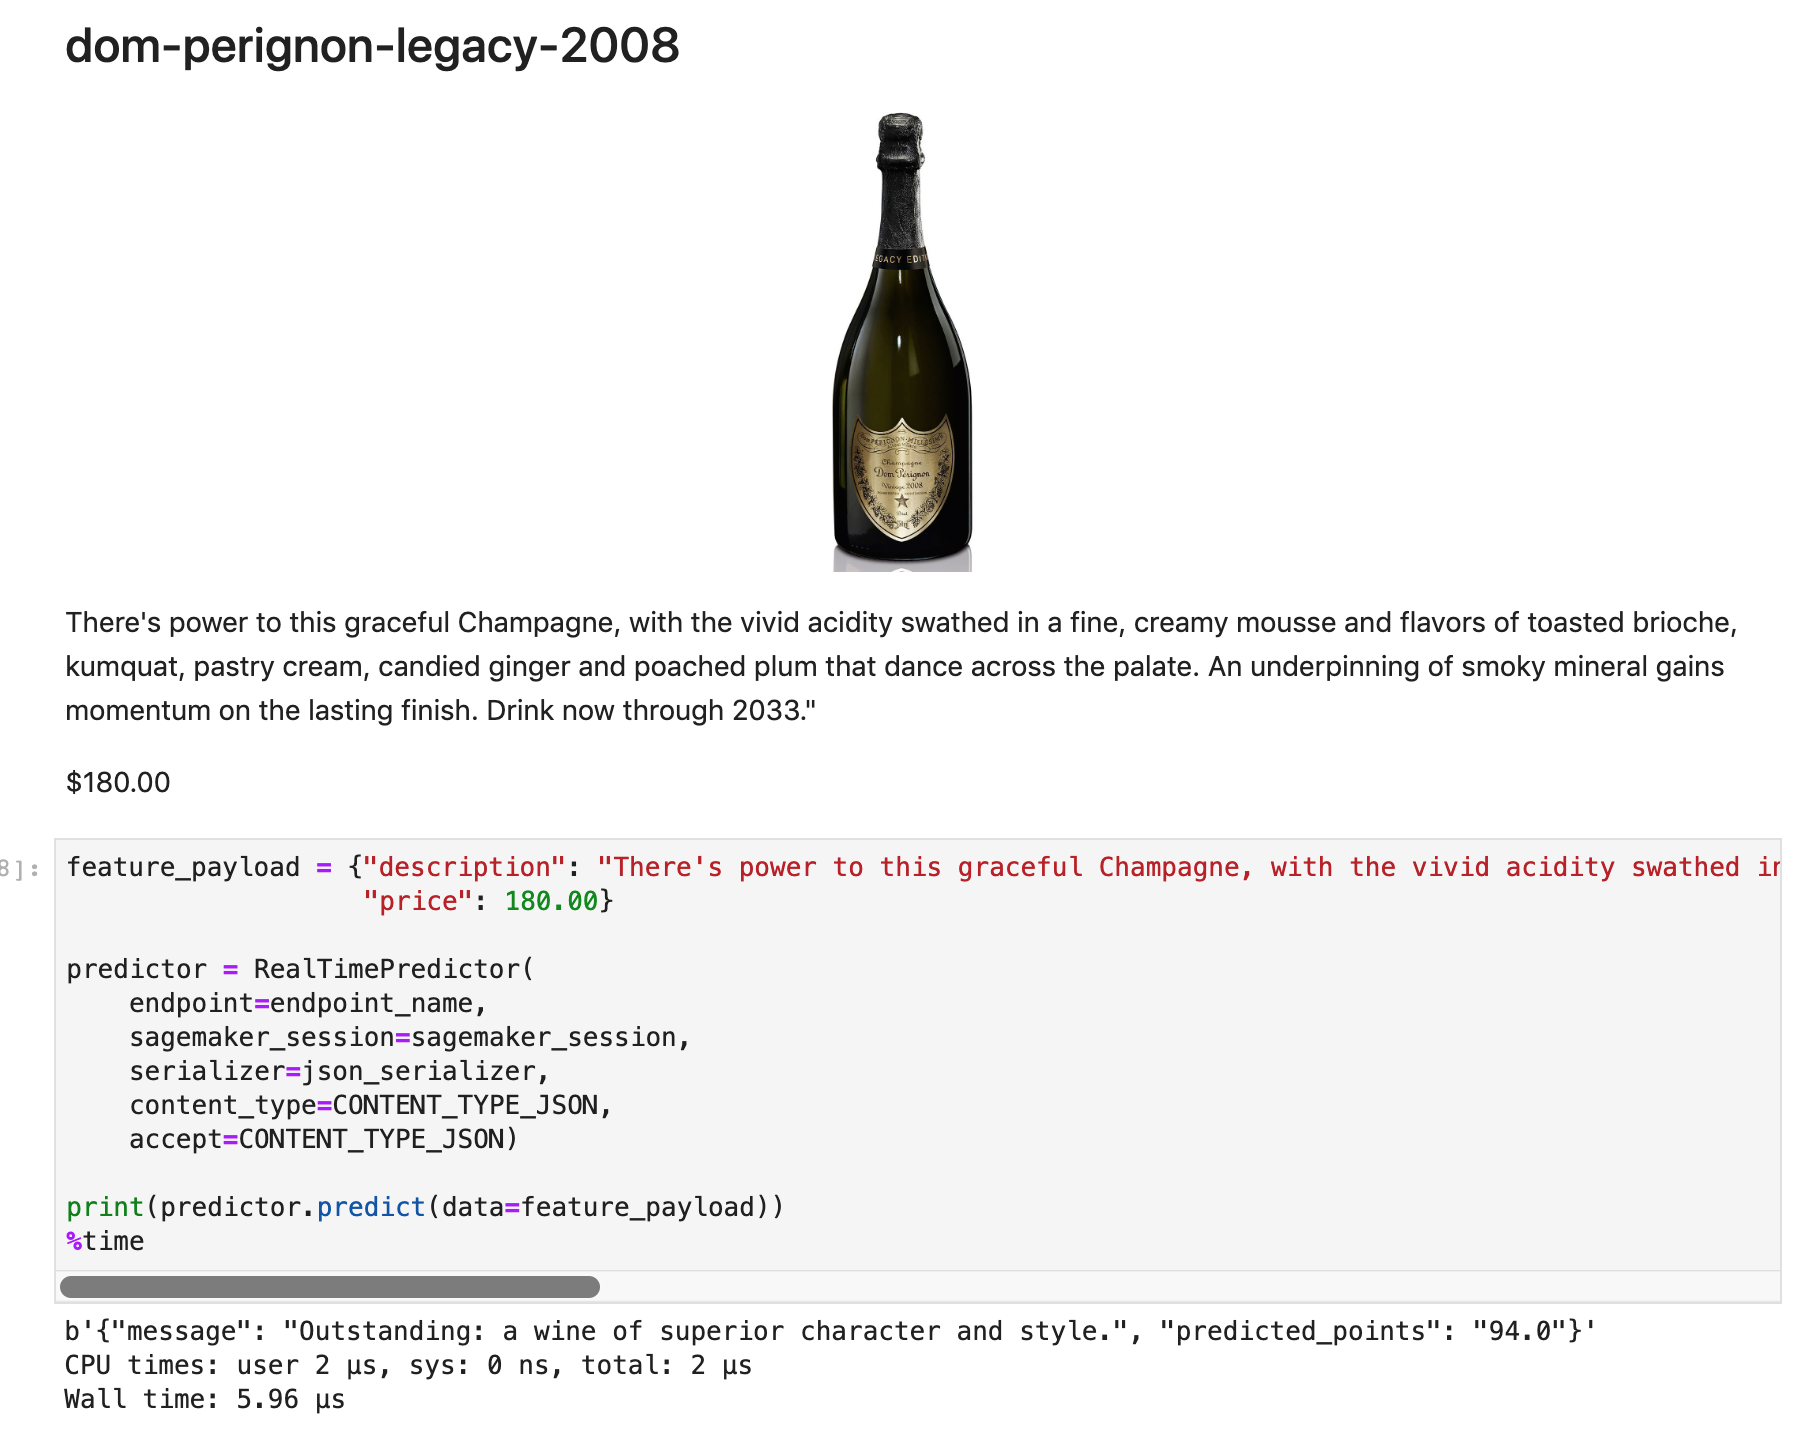 dom-perignon-legacy-2008
EGACY EDIT
Champagne
Dom Pérignon
Vintage 2008
Brut
There's power to this graceful Champagne, with the vivid acidity swathed in a fine, creamy mousse and flavors of toasted brioche,
kumquat, pastry cream, candied ginger and poached plum that dance across the palate. An underpinning of smoky mineral gains
momentum on the lasting finish. Drink now through 2033."
$180.00
8]:
feature_payload = {"description": "There's power to this graceful Champagne, with the vivid acidity swathed in
"price": 180.00}
predictor = RealTimePredictor(
endpoint=endpoint_name,
sagemaker_session=sagemaker_session,
serializer=json_serializer,
content_type=CONTENT_TYPE_JSON,
accept=CONTENT_TYPE_JSON)
print(predictor.predict(data=feature_payload))
%time
b'{"message": "Outstanding: a wine of superior character and style.", "predicted_points": "94.0"}'
CPU times: user 2 µs, sys: 0 ns, total: 2 µs
Wall time: 5.96 µs